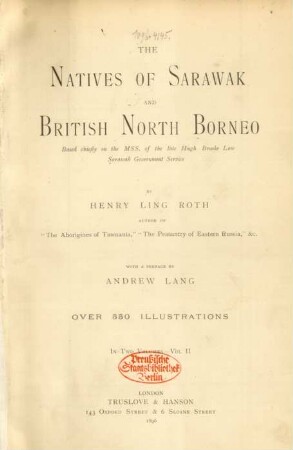 THE
NATIVES OF SARAWAK
AND
BRITISH NORTH BORNEO
Based chiefly on the MSS. of the late Hugh Brooke Low
Sarawak Government Service
BY
HENRY LING ROTH
AUTHOR OF
"The Aborigines of Tasmania," "The Peasantry of Eastern Russia," &c.
WITH A PREFACE BY
ANDREW LANG
OVER 550 ILLUSTRATIONS
IN TWO VOLUMES VOL. II
Preußische
Staatsbibliothek
Berlin
LONDON
TRUSLOVE & HANSON
143 OXFORD STREET & 6 SLOANE STREET
1896